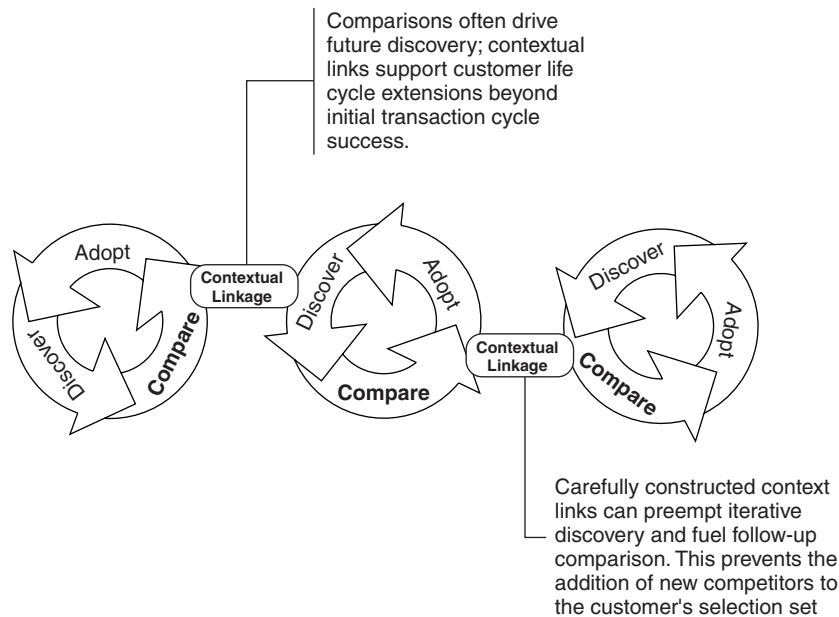 Comparisons often drive
future discovery; contextual
links support customer life
cycle extensions beyond
initial transaction cycle
success.
Adopt
Discover
Compare
Contextual
Linkage
Discover
Adopt
Compare
Contextual
Linkage
Discover
Adopt
Compare
Carefully constructed context
links can preempt iterative
discovery and fuel follow-up
comparison. This prevents the
addition of new competitors to
the customer's selection set